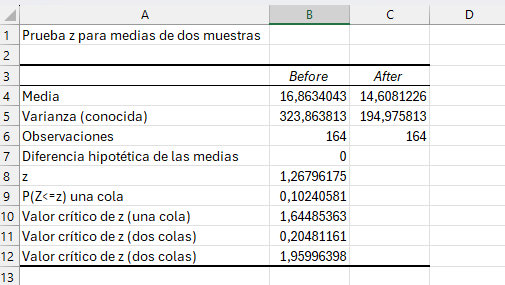 A B C D
1 Prueba z para medias de dos muestras
2
3 Before After
4 Media 16,8634043 14,6081226
5 Varianza (conocida) 323,863813 194,975813
6 Observaciones 164 164
7 Diferencia hipotética de las medias 0
8 z 1,26796175
9 P(Z<=z) una cola 0,10240581
10 Valor crítico de z (una cola) 1,64485363
11 Valor crítico de z (dos colas) 0,20481161
12 Valor crítico de z (dos colas) 1,95996398
13